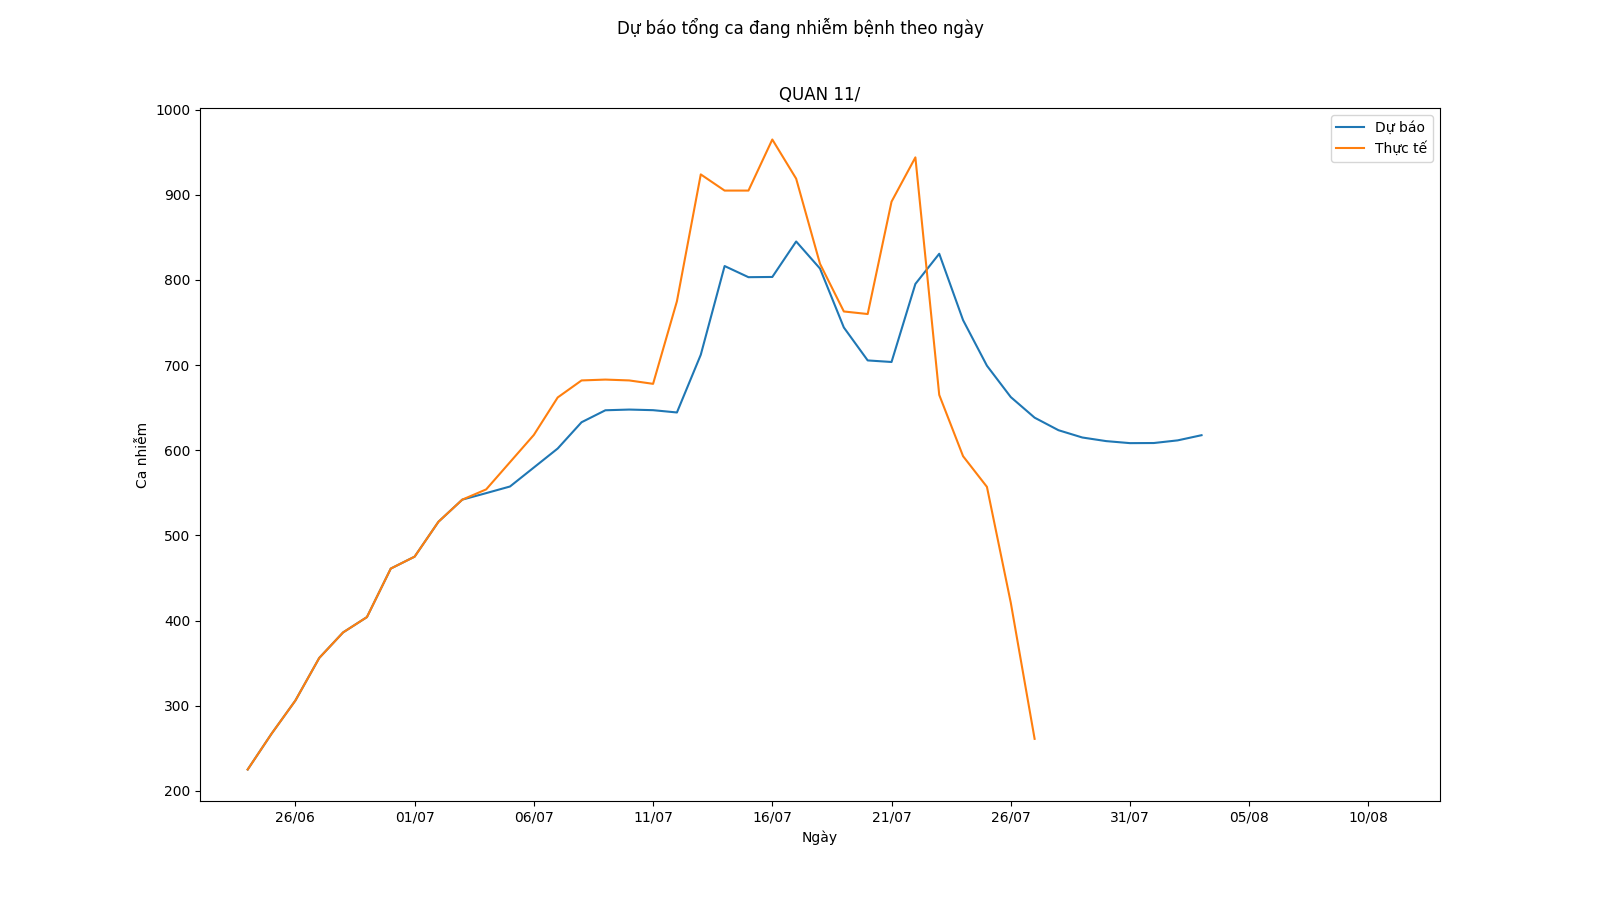 Dự báo tổng ca đang nhiễm bệnh theo ngày
QUAN 11/
1000
900
800
700
600
500
400
300
200
Ca nhiễm
Dự báo
Thực tế
26/06 01/07 06/07 11/07 16/07 21/07 26/07 31/07 05/08 10/08
Ngày